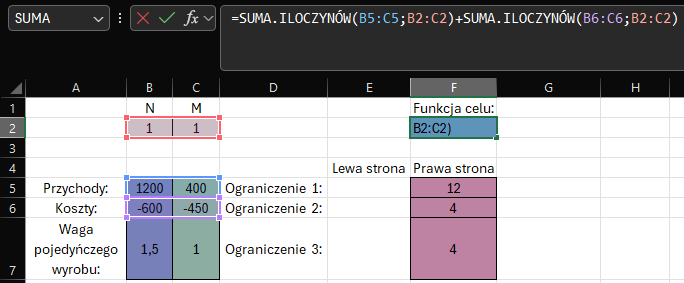 SUMA
fx
=SUMA.ILOCZYNÓW(B5:C5;B2:C2)+SUMA.ILOCZYNÓW(B6:C6;B2:C2)
A B C D E F G H
1 N M Funkcja celu:
2 1 1 B2:C2)
3
4 Lewa strona Prawa strona
5 Przychody: 1200 400 Ograniczenie 1: 12
6 Koszty: -600 -450 Ograniczenie 2: 4
Waga
pojedyńczego 1,5 1 Ograniczenie 3: 4
7 wyrobu: